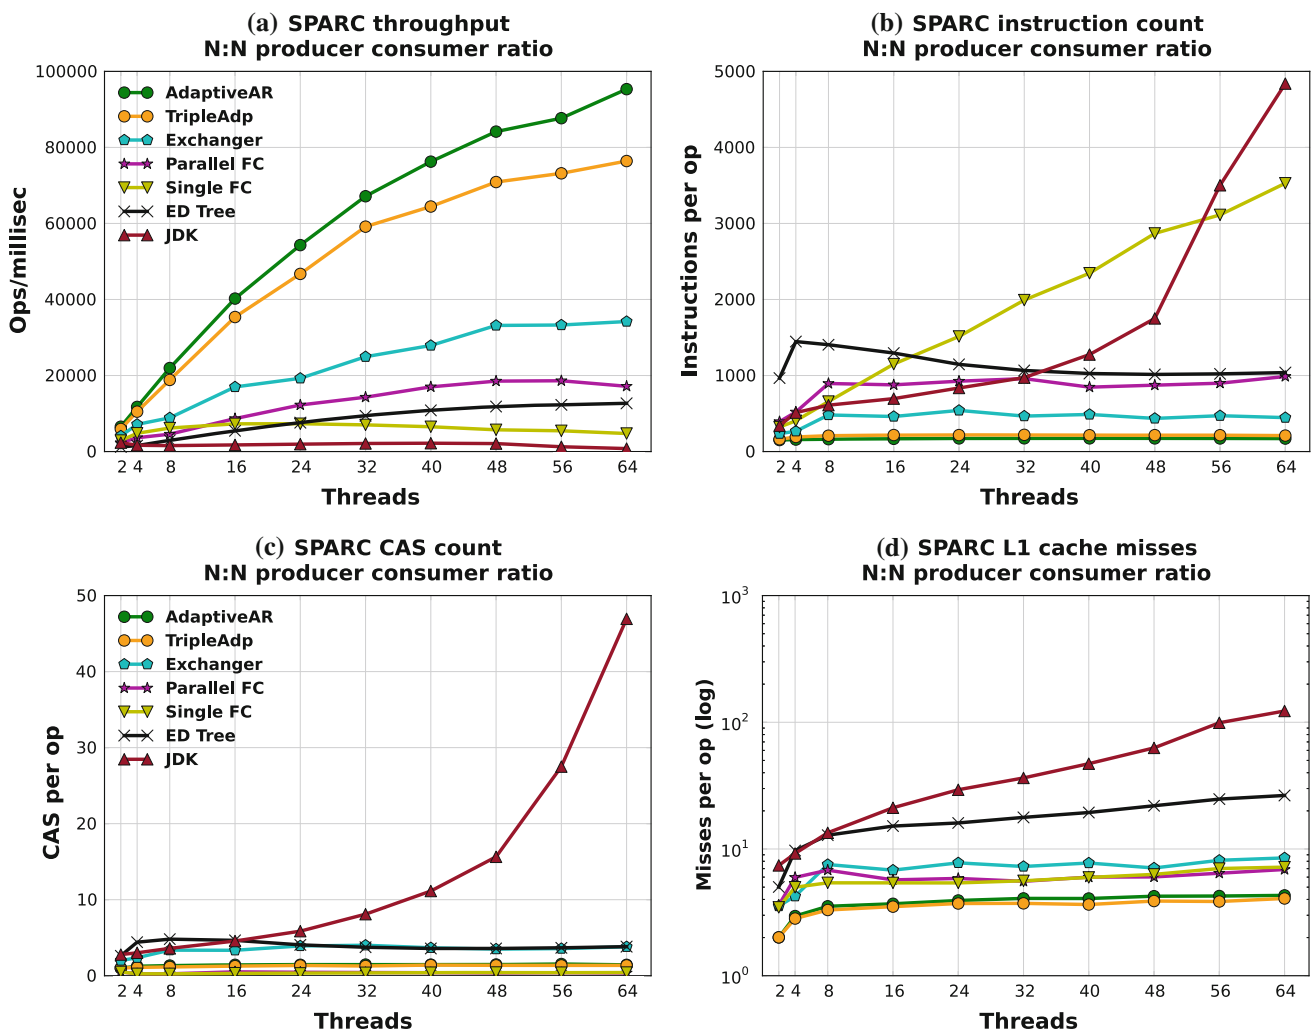 (a) SPARC throughput
N:N producer consumer ratio
100000
80000
60000
40000
20000
0
Ops/millisec
AdaptiveAR
TripleAdp
Exchanger
Parallel FC
Single FC
ED Tree
JDK
2 4 8 16 24 32 40 48 56 64
Threads
(b) SPARC instruction count
N:N producer consumer ratio
5000
4000
3000
2000
1000
0
Instructions per op
2 4 8 16 24 32 40 48 56 64
Threads
(c) SPARC CAS count
N:N producer consumer ratio
50
40
30
20
10
0
CAS per op
AdaptiveAR
TripleAdp
Exchanger
Parallel FC
Single FC
ED Tree
JDK
2 4 8 16 24 32 40 48 56 64
Threads
(d) SPARC L1 cache misses
N:N producer consumer ratio
10³
10²
10¹
10⁰
Misses per op (log)
2 4 8 16 24 32 40 48 56 64
Threads